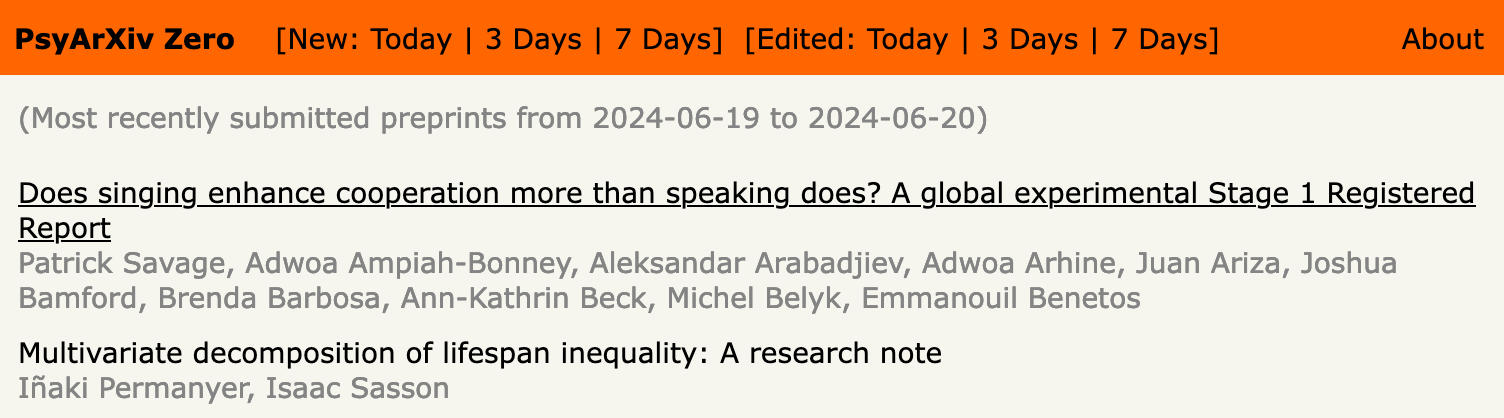 PsyArXiv Zero [New: Today | 3 Days | 7 Days] [Edited: Today | 3 Days | 7 Days] About
(Most recently submitted preprints from 2024-06-19 to 2024-06-20)
Does singing enhance cooperation more than speaking does? A global experimental Stage 1 Registered
Report
Patrick Savage, Adwoa Ampiah-Bonney, Aleksandar Arabadjiev, Adwoa Arhine, Juan Ariza, Joshua
Bamford, Brenda Barbosa, Ann-Kathrin Beck, Michel Belyk, Emmanouil Benetos
Multivariate decomposition of lifespan inequality: A research note
Iñaki Permanyer, Isaac Sasson